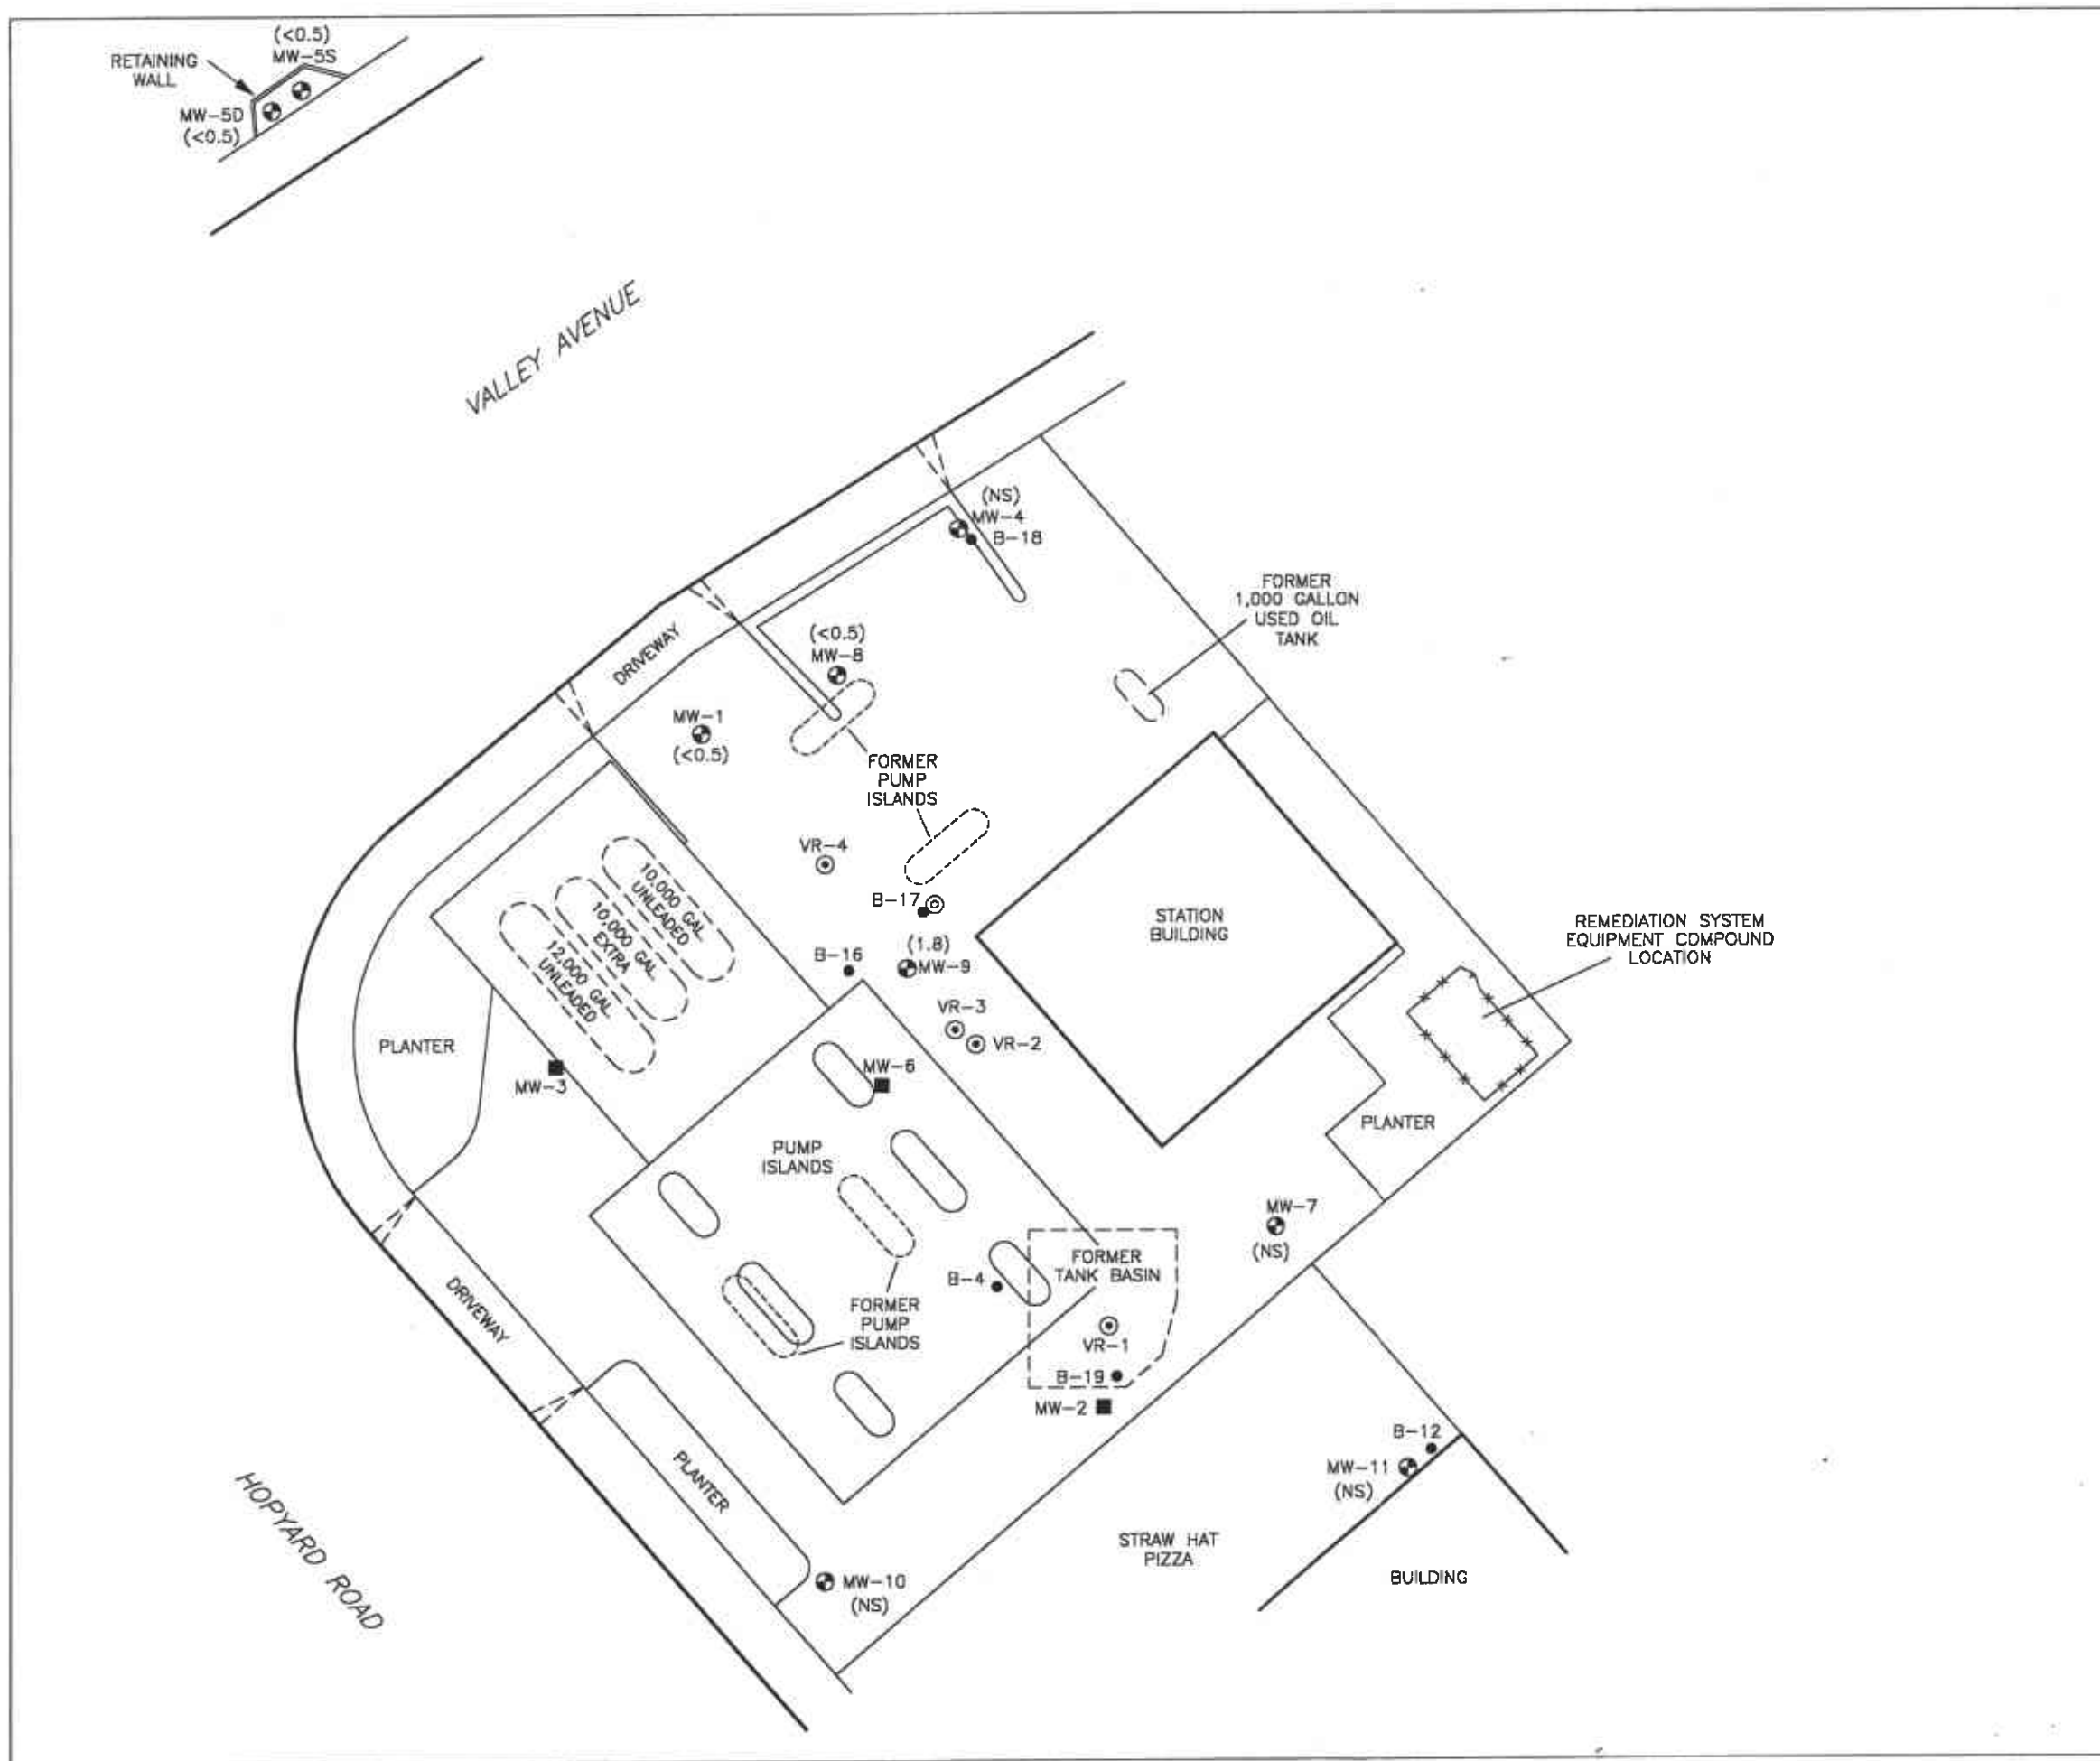 (<0.5)
MW-5S
RETAINING
WALL
MW-5D
(<0.5)
VALLEY AVENUE
(NS)
MW-4
B-18
FORMER
1,000 GALLON
USED OIL
TANK
DRIVEWAY
(<0.5)
MW-8
MW-1
(<0.5)
FORMER
PUMP
ISLANDS
VR-4
10,000 GAL.
UNLEADED
10,000 GAL.
EXTRA
12,000 GAL.
UNLEADED
B-17
STATION
BUILDING
REMEDIATION SYSTEM
EQUIPMENT COMPOUND
LOCATION
(1.8)
MW-9
B-16
VR-3
VR-2
PLANTER
MW-3
MW-6
PLANTER
PUMP
ISLANDS
MW-7
(NS)
FORMER
TANK BASIN
B-4
DRIVEWAY
FORMER
PUMP
ISLANDS
VR-1
B-19
MW-2
B-12
MW-11
(NS)
PLANTER
HOPYARD ROAD
STRAW HAT
PIZZA
BUILDING
MW-10
(NS)